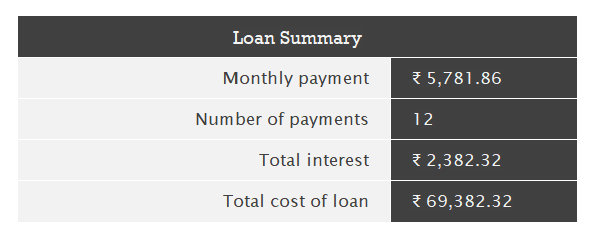 Loan Summary
Monthly payment ₹ 5,781.86
Number of payments 12
Total interest ₹ 2,382.32
Total cost of loan ₹ 69,382.32